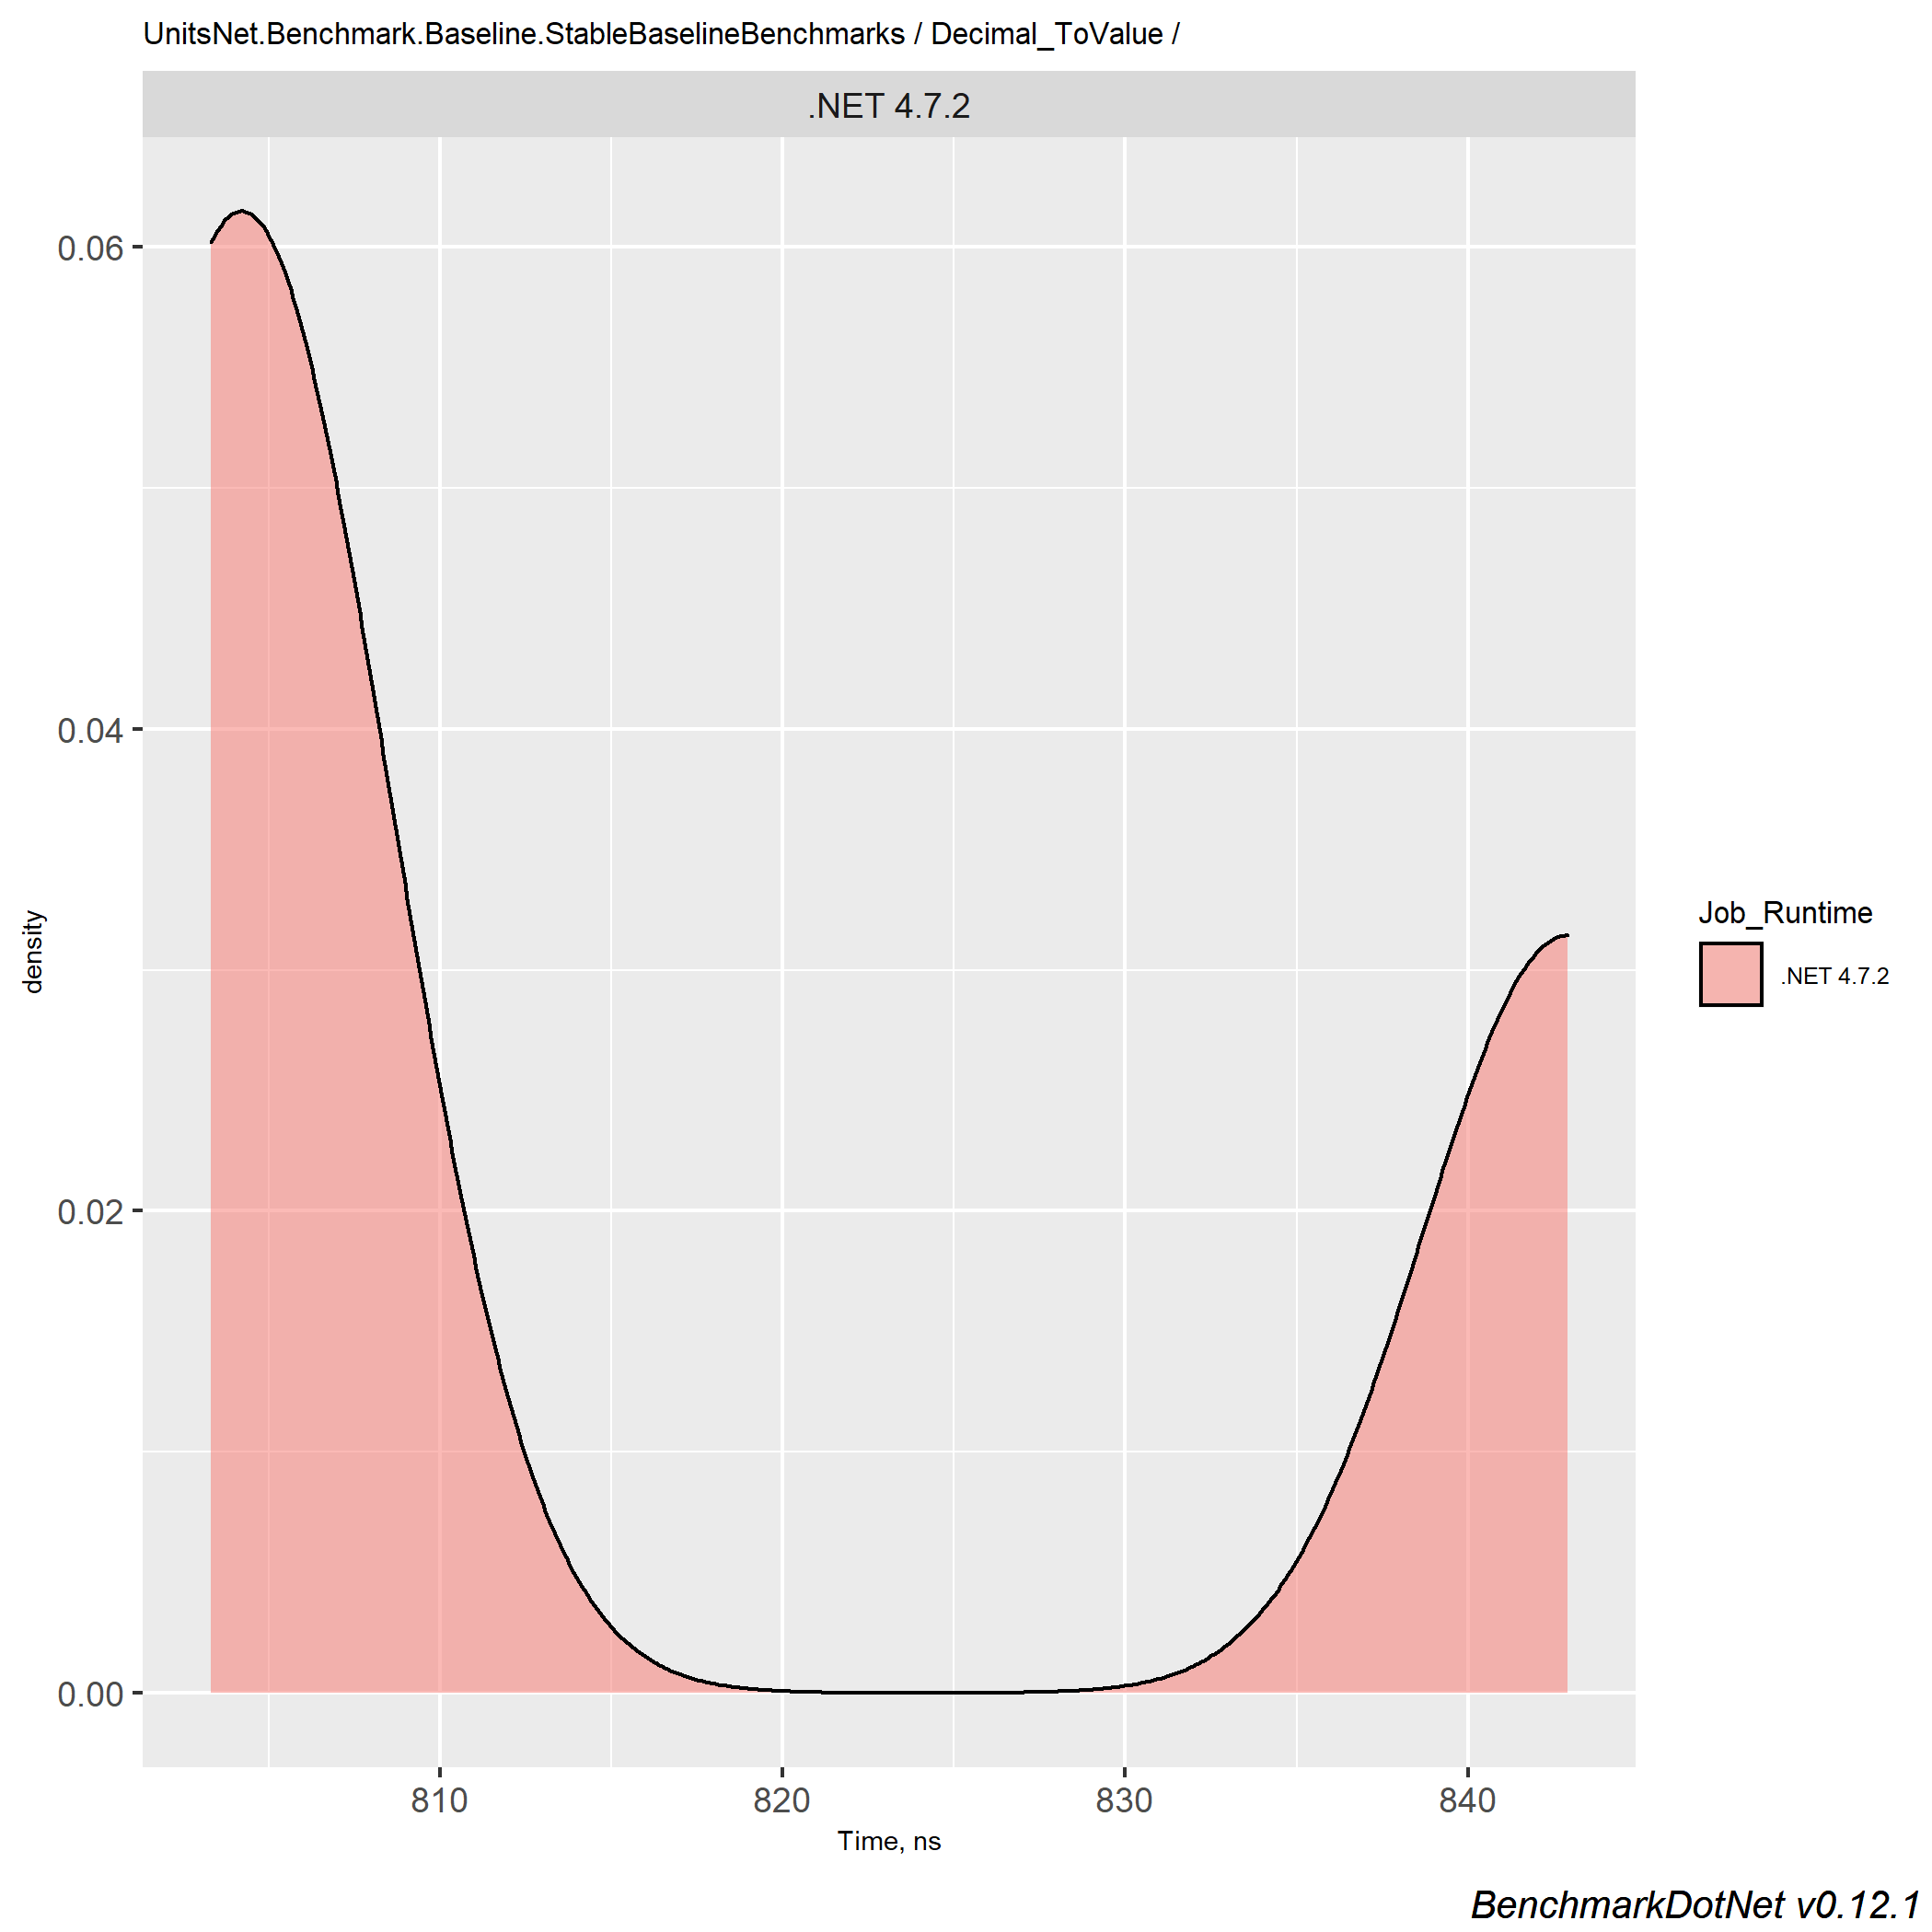 UnitsNet.Benchmark.Baseline.StableBaselineBenchmarks / Decimal_ToValue /
.NET 4.7.2
0.06
0.04
0.02
0.00
density
810
820
830
840
Time, ns
Job_Runtime
.NET 4.7.2
BenchmarkDotNet v0.12.1